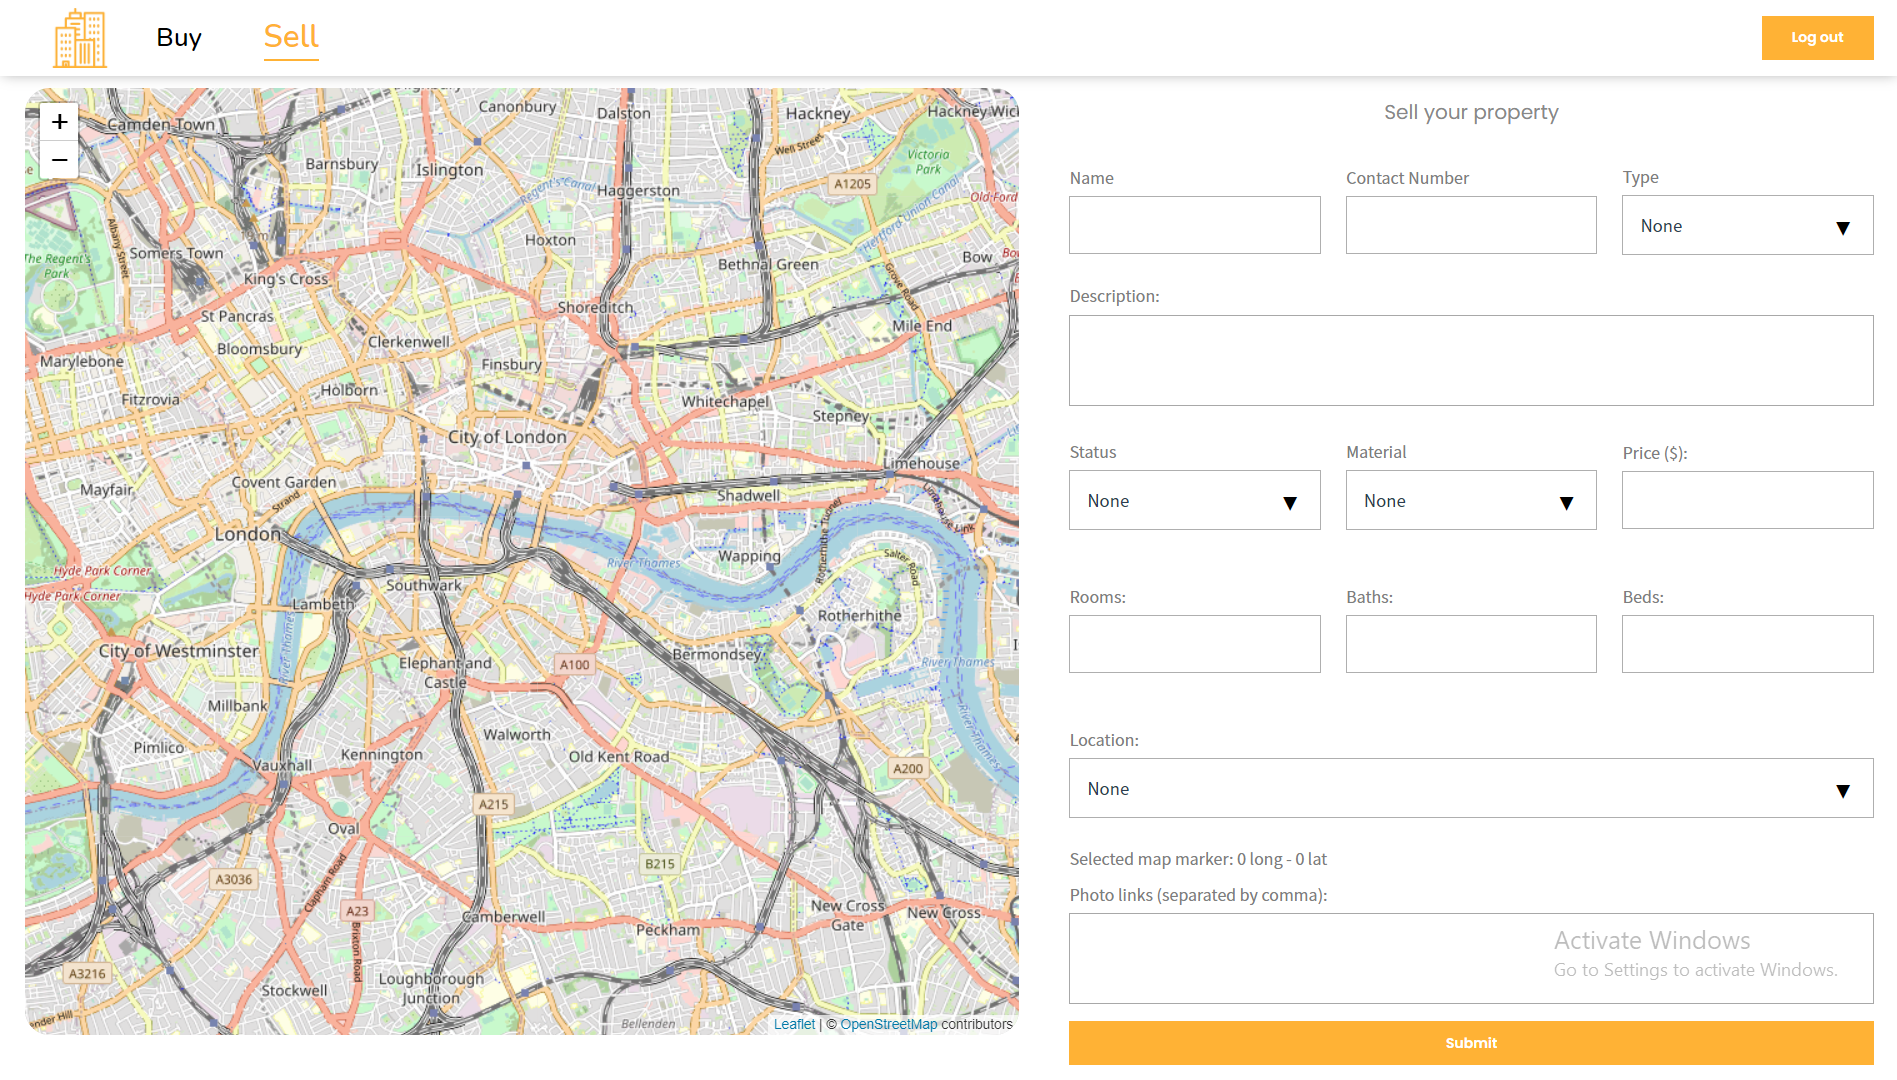 Buy
Sell
Log out
+
−
Camden Town
Canonbury
Dalston
Hackney
Hackney Wic
Well Street
Barnsbury
Islington
Victoria
Park
Regent's Canal
Haggerston
A1205
Old Ford
Hertford Union Canal
Albany Street
Hoxton
Somers Town
Bethnal Green
Bow
The Regent's
Park
King's Cross
Grove Road
Shoreditch
St Pancras
Mile End
Clerkenwell
Bloomsbury
Marylebone
Finsbury
Holborn
Fitzrovia
Whitechapel
Stepney
City of London
Limehouse
Covent Garden
Mayfair
Strand
Shadwell
Limehouse Link
London
Rotherhithe Tunnel
Wapping
Salter Road
River Thames
Hyde Park Corner
Southwark
Hyde Park Corner
Lambeth
Rotherhithe
River Thames
City of Westminster
Bermondsey
Elephant and
Castle
A100
River Thames
Millbank
River Thames
Walworth
Pimlico
Kennington
Old Kent Road
Vauxhall
A200
A215
Oval
B215
A3036
Clapham Road
A23
New Cross
Gate
New Cross
Camberwell
Peckham
Brixton Road
A3216
Loughborough
Junction
Stockwell
ender Hill
Bellenden
Leaflet | © OpenStreetMap contributors
Sell your property
Name
Contact Number
Type
None
Description:
Status
Material
Price ($):
None
None
Rooms:
Baths:
Beds:
Location:
None
Selected map marker: 0 long - 0 lat
Photo links (separated by comma):
Activate Windows
Go to Settings to activate Windows.
Submit